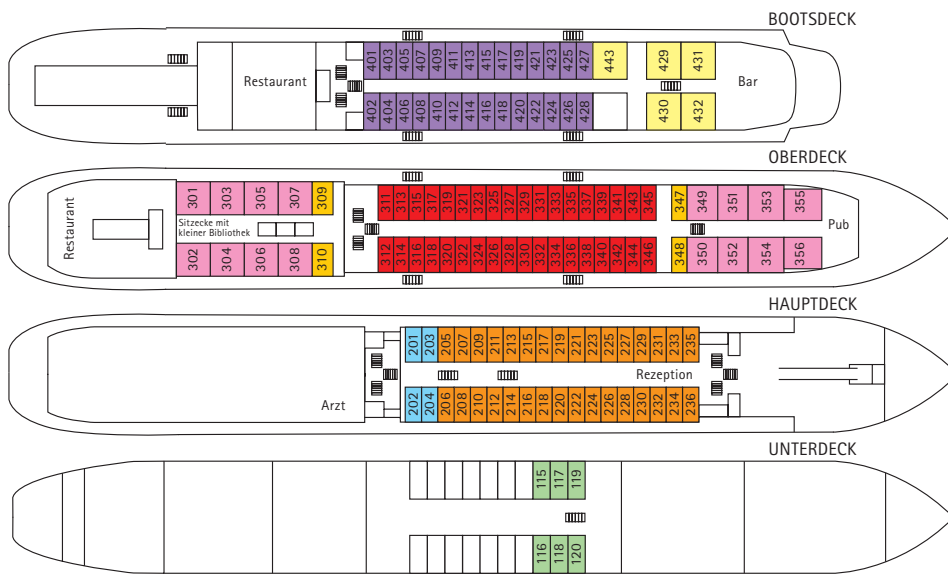 BOOTSDECK
401 403 405 407 409 411 413 415 417 419 421 423 425 427 443 429 431
Restaurant
Bar
402 404 406 408 410 412 414 416 418 420 422 424 426 428 430 432
OBERDECK
301 303 305 307 309 311 313 315 317 319 321 323 325 327 329 331 333 335 337 339 341 343 345 347 349 351 353 355
Restaurant
Sitzecke mit
kleiner Bibliothek
Pub
302 304 306 308 310 312 314 316 318 320 322 324 326 328 330 332 334 336 338 340 342 344 346 348 350 352 354 356
HAUPTDECK
201 203 205 207 209 211 213 215 217 219 221 223 225 227 229 231 233 235
Rezeption
Arzt
202 204 206 208 210 212 214 216 218 220 222 224 226 228 230 232 234 236
UNTERDECK
115 117 119
116 118 120